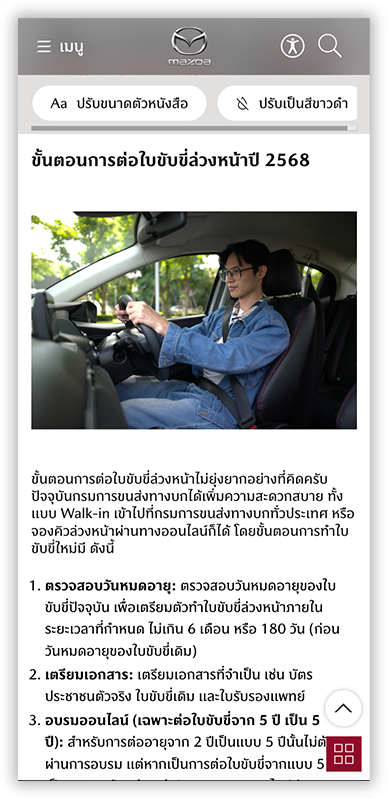 เมนู
mazda
Aa ปรับขนาดตัวหนังสือ
ปรับเป็นสีขาวดำ
ขั้นตอนการต่อใบขับขี่ล่วงหน้าปี 2568
ขั้นตอนการต่อใบขับขี่ล่วงหน้าไม่ยุ่งยากอย่างที่คิดครับ
ปัจจุบันกรมการขนส่งทางบกได้เพิ่มความสะดวกสบาย ทั้ง
แบบ Walk-in เข้าไปที่กรมการขนส่งทางบกทั่วประเทศ หรือ
จองคิวล่วงหน้าผ่านทางออนไลน์ก็ได้ โดยขั้นตอนการทำใบ
ขับขี่ใหม่มี ดังนี้
1. ตรวจสอบวันหมดอายุ: ตรวจสอบวันหมดอายุของใบ
ขับขี่ปัจจุบัน เพื่อเตรียมตัวทำใบขับขี่ล่วงหน้าภายใน
ระยะเวลาที่กำหนด ไม่เกิน 6 เดือน หรือ 180 วัน (ก่อน
วันหมดอายุของใบขับขี่เดิม)
2. เตรียมเอกสาร: เตรียมเอกสารที่จำเป็น เช่น บัตร
ประชาชนตัวจริง ใบขับขี่เดิม และใบรับรองแพทย์
3. อบรมออนไลน์ (เฉพาะต่อใบขับขี่จาก 5 ปี เป็น 5
ปี): สำหรับการต่ออายุจาก 2 ปีเป็นแบบ 5 ปีนั้นไม่
ผ่านการอบรม แต่หากเป็นการต่อใบขับขี่จากแบบ 5